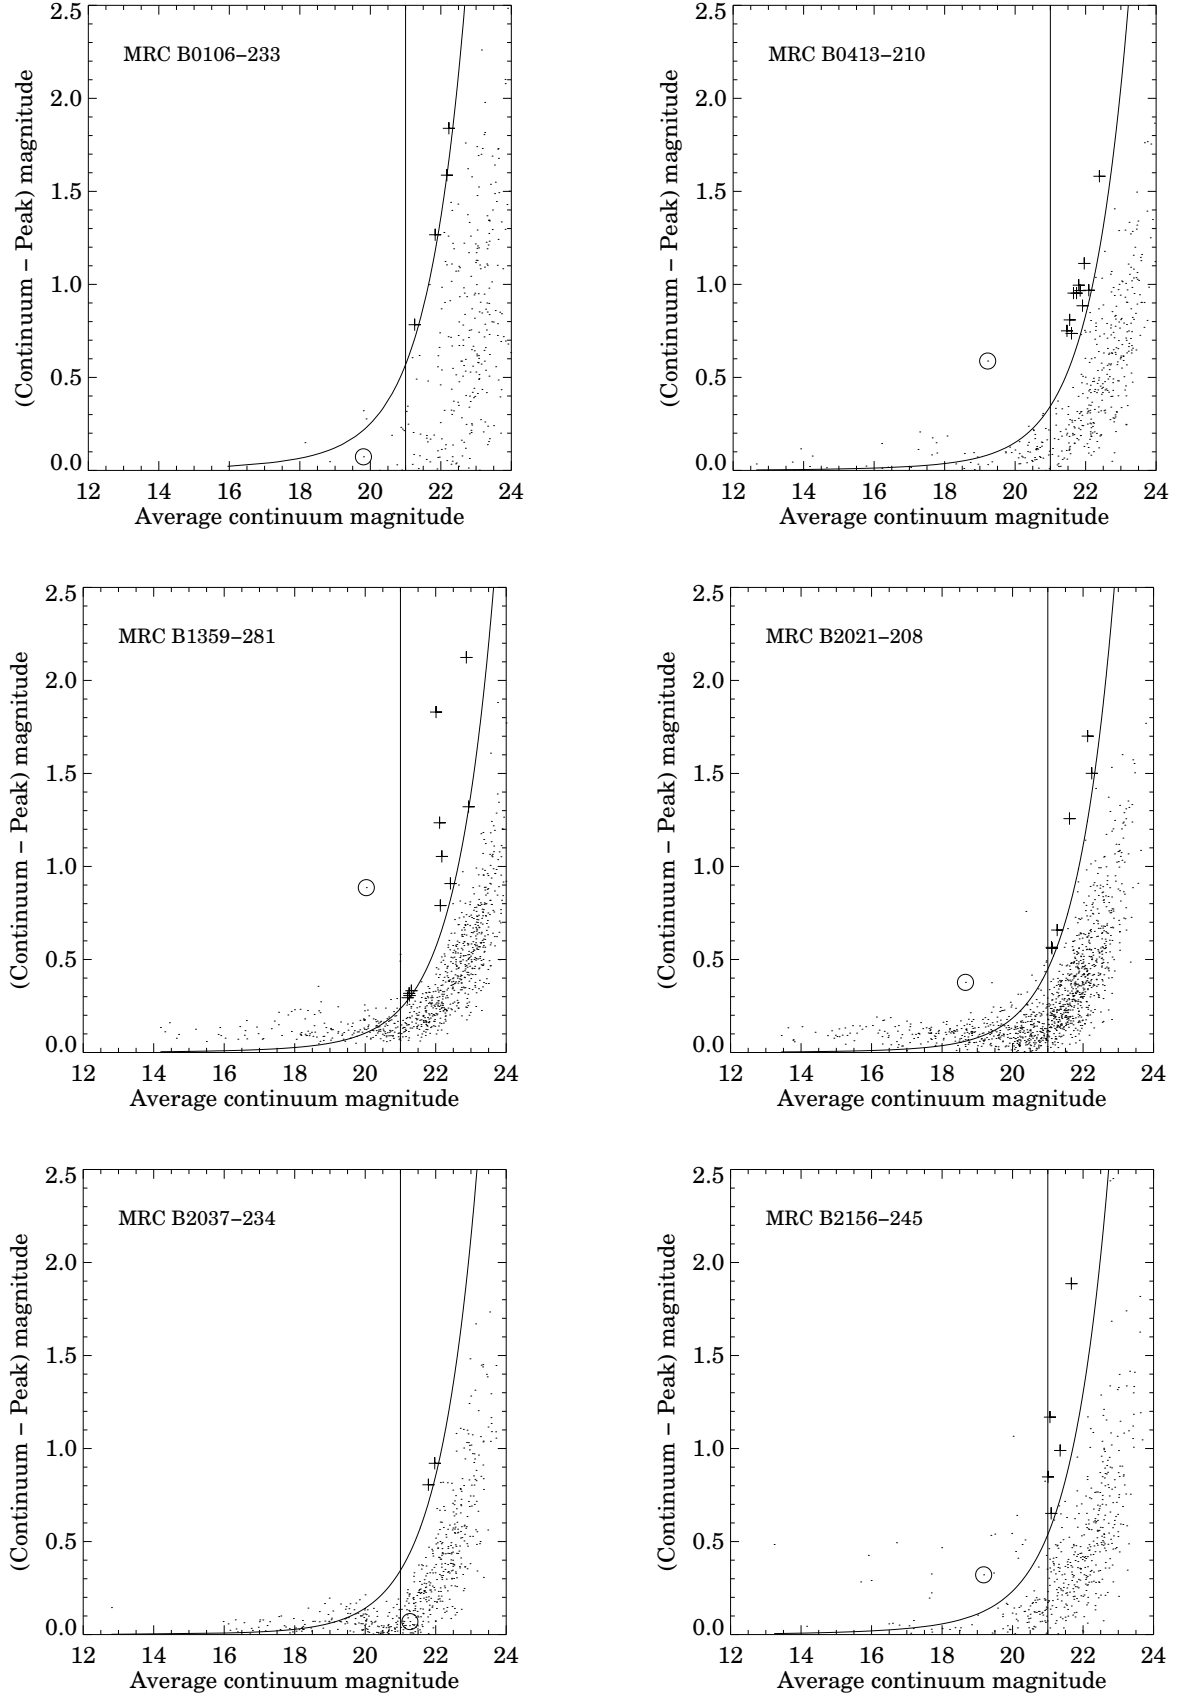 2.5
MRC B0106−233
2.0
1.5
1.0
0.5
0.0
(Continuum − Peak) magnitude
12 14 16 18 20 22 24
Average continuum magnitude
2.5
MRC B0413−210
2.0
1.5
1.0
0.5
0.0
(Continuum − Peak) magnitude
12 14 16 18 20 22 24
Average continuum magnitude
2.5
MRC B1359−281
2.0
1.5
1.0
0.5
0.0
(Continuum − Peak) magnitude
12 14 16 18 20 22 24
Average continuum magnitude
2.5
MRC B2021−208
2.0
1.5
1.0
0.5
0.0
(Continuum − Peak) magnitude
12 14 16 18 20 22 24
Average continuum magnitude
2.5
MRC B2037−234
2.0
1.5
1.0
0.5
0.0
(Continuum − Peak) magnitude
12 14 16 18 20 22 24
Average continuum magnitude
2.5
MRC B2156−245
2.0
1.5
1.0
0.5
0.0
(Continuum − Peak) magnitude
12 14 16 18 20 22 24
Average continuum magnitude